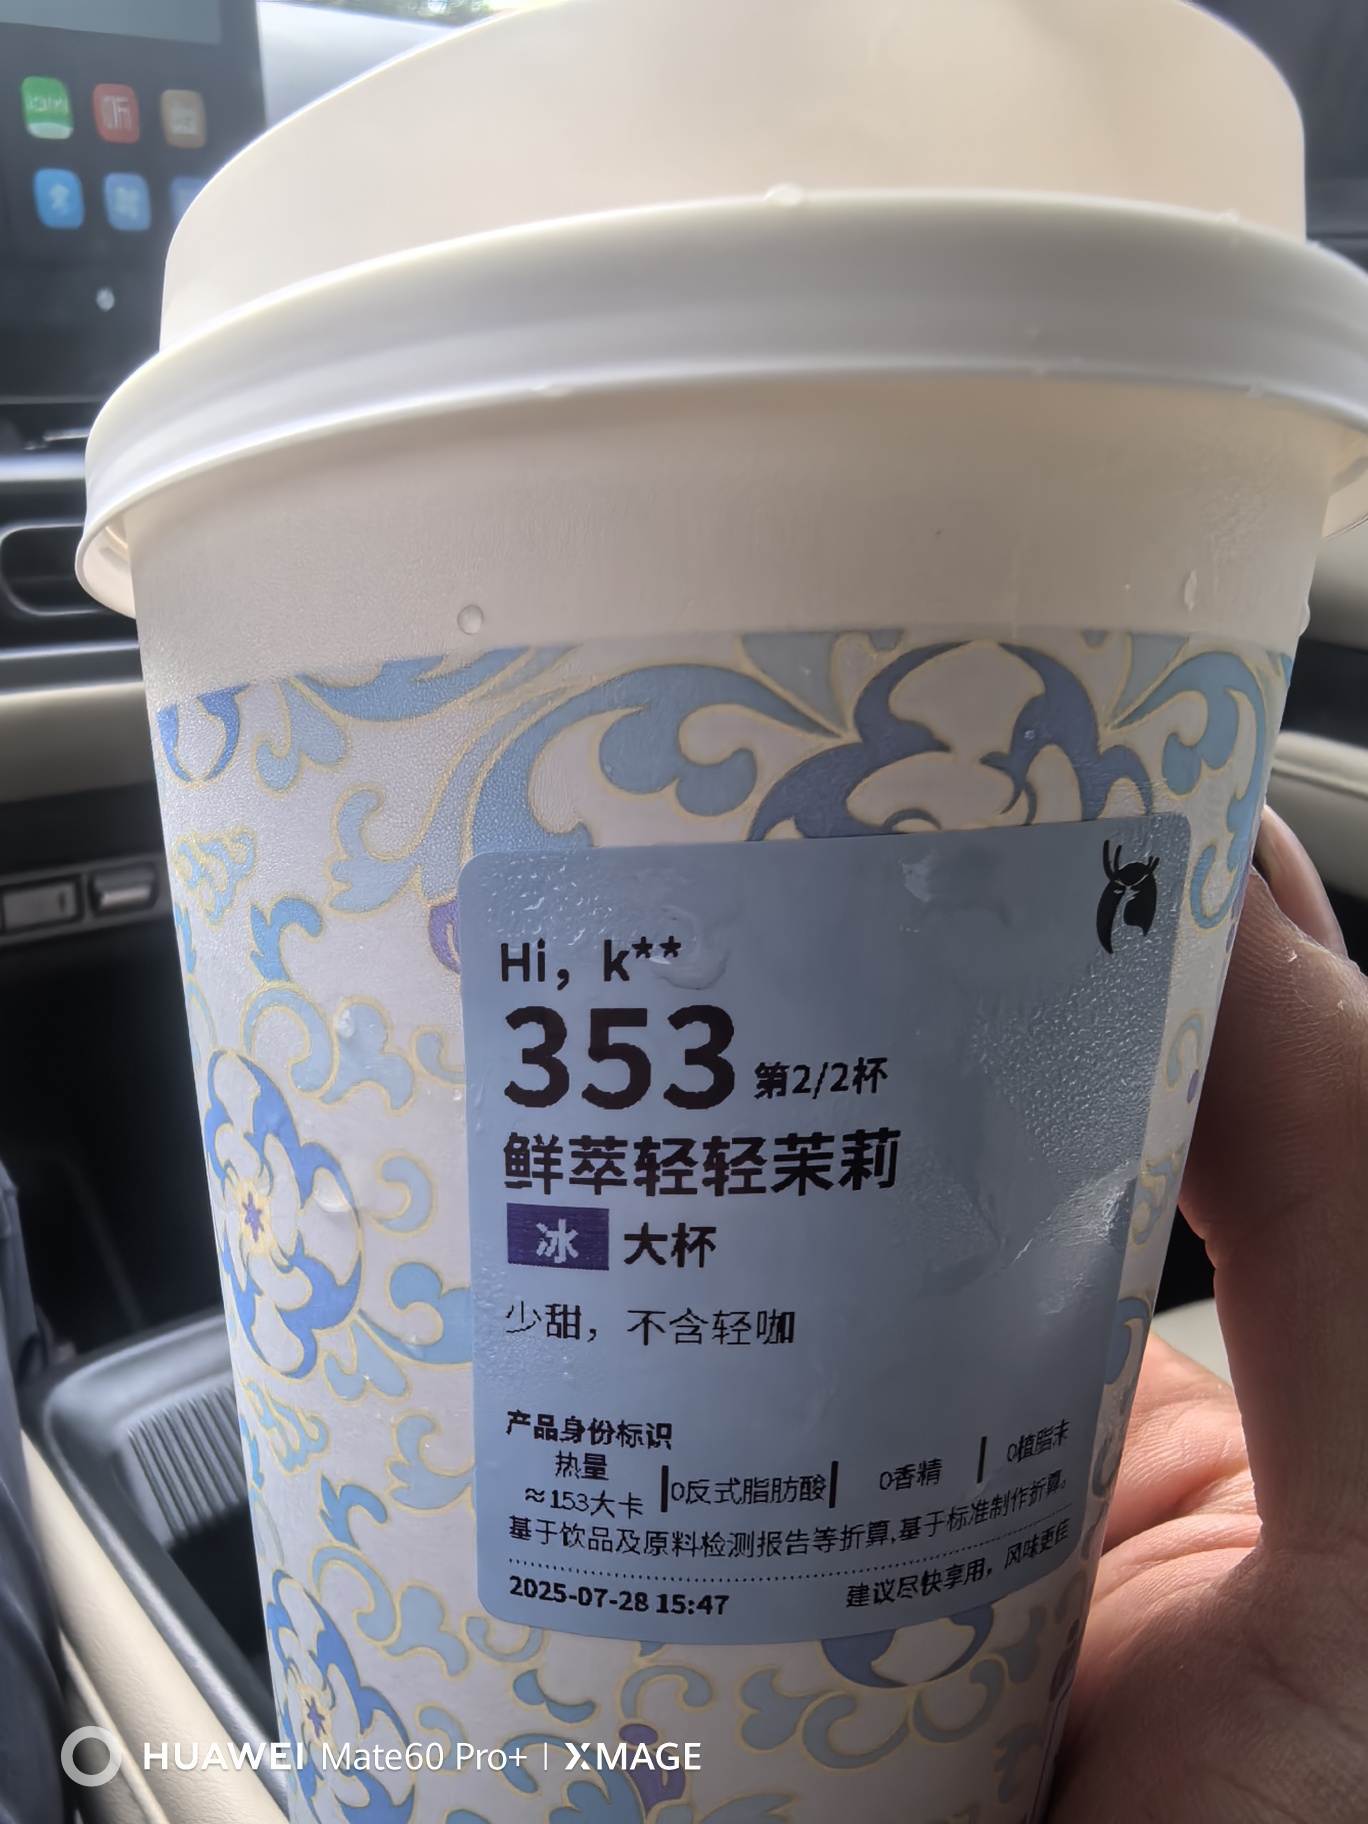 Hi, k**
353 第2/2杯
鲜萃轻轻茉莉
冰 大杯
少甜，不含轻咖
产品身份标识
热量
≈153大卡
0反式脂肪酸
0香精
0植脂末
基于饮品及原料检测报告等折算,基于标准制作折算。
2025-07-28 15:47 建议尽快享用，风味更佳
HUAWEI Mate60 Pro+ | XMAGE